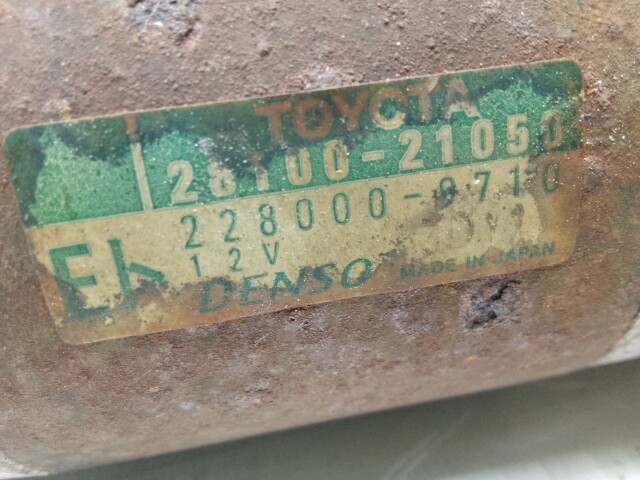 TOYOTA
28100-21050
228000-9710
12V
DENSO MADE IN JAPAN